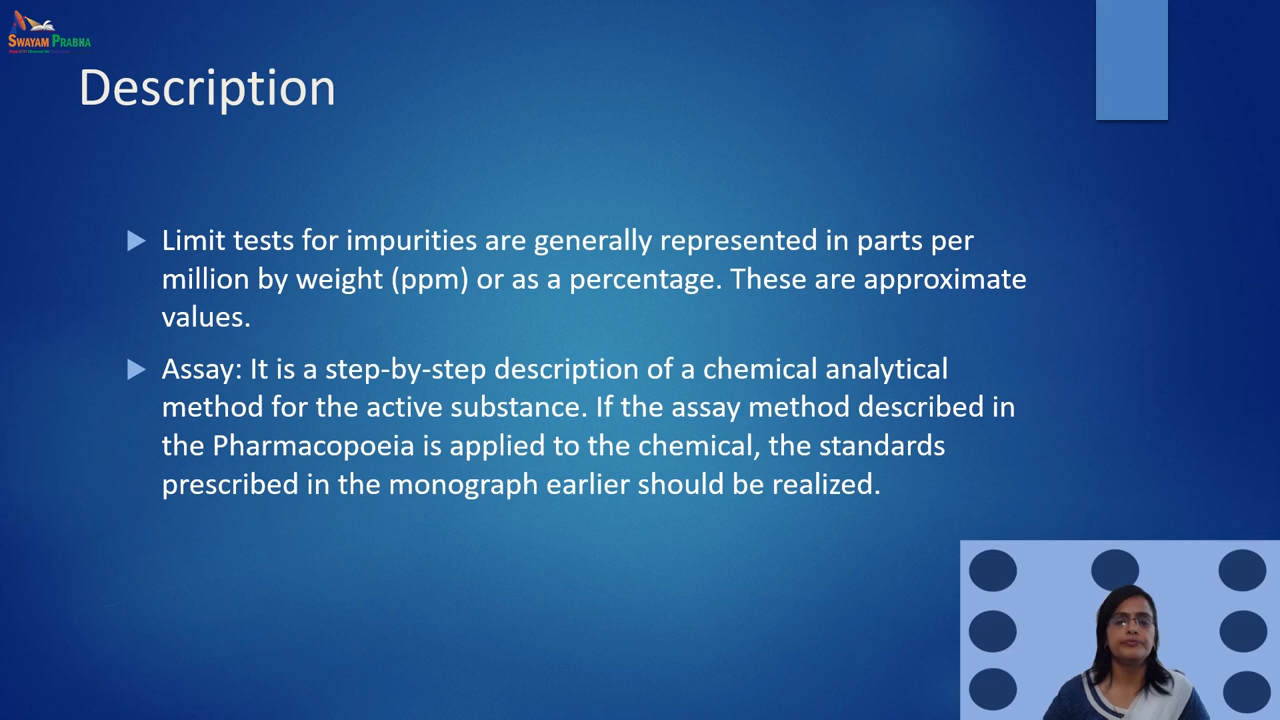 SWAYAM PRABHA
Description
Limit tests for impurities are generally represented in parts per
million by weight (ppm) or as a percentage. These are approximate
values.
Assay: It is a step-by-step description of a chemical analytical
method for the active substance. If the assay method described in
the Pharmacopoeia is applied to the chemical, the standards
prescribed in the monograph earlier should be realized.